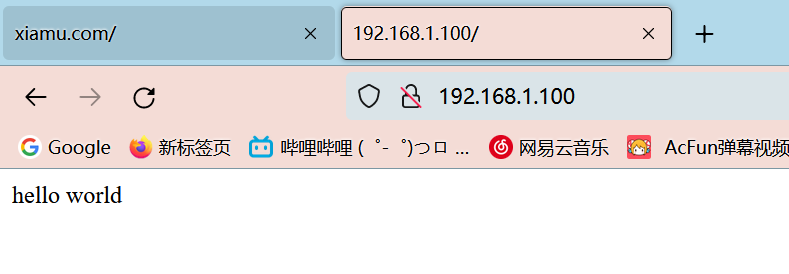 xiamu.com/ 192.168.1.100/
192.168.1.100
Google 新标签页 哔哩哔哩 ( ゜- ゜)つロ ... 网易云音乐 AcFun弹幕视频
hello world